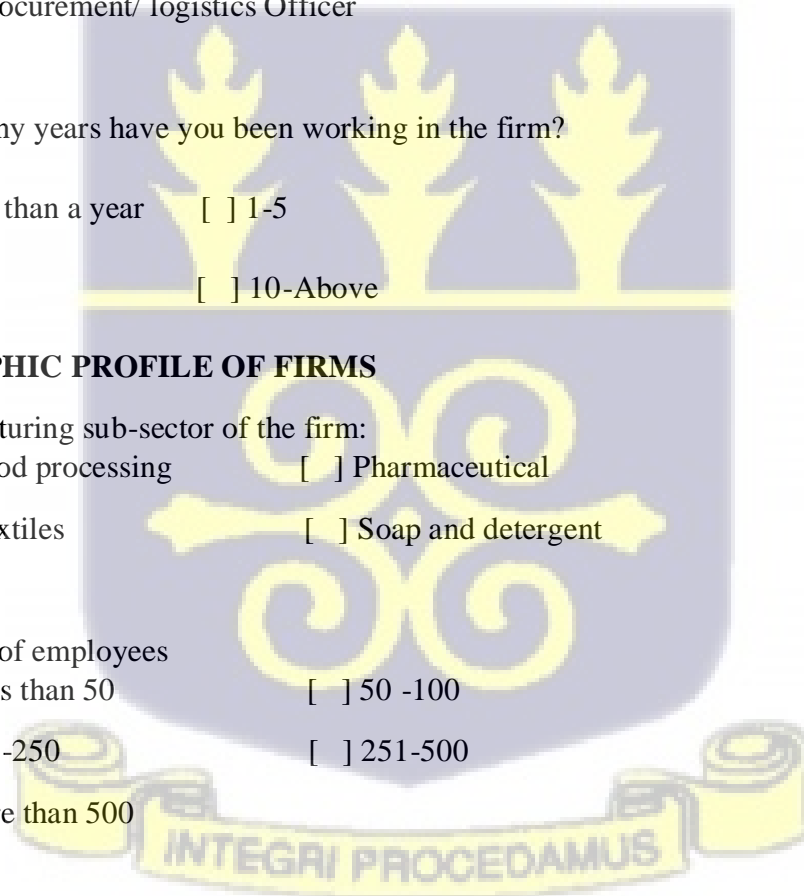 ocurement/ logistics Officer
ny years have you been working in the firm?
than a year [ ] 1-5
[ ] 10-Above
PHIC PROFILE OF FIRMS
turing sub-sector of the firm:
od processing [ ] Pharmaceutical
xtiles [ ] Soap and detergent
of employees
s than 50 [ ] 50 -100
-250 [ ] 251-500
re than 500
INTEGRI PROCEDAMUS